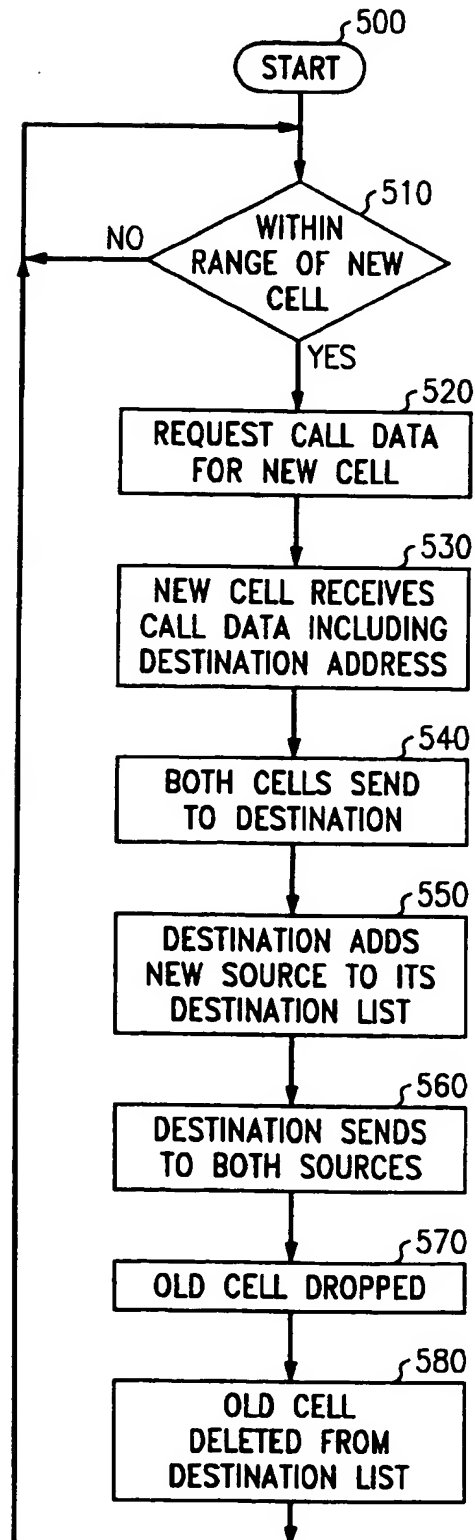 500
START
510
WITHIN
RANGE OF NEW
CELL
NO
YES
520
REQUEST CALL DATA
FOR NEW CELL
530
NEW CELL RECEIVES
CALL DATA INCLUDING
DESTINATION ADDRESS
540
BOTH CELLS SEND
TO DESTINATION
550
DESTINATION ADDS
NEW SOURCE TO ITS
DESTINATION LIST
560
DESTINATION SENDS
TO BOTH SOURCES
570
OLD CELL DROPPED
580
OLD CELL
DELETED FROM
DESTINATION LIST